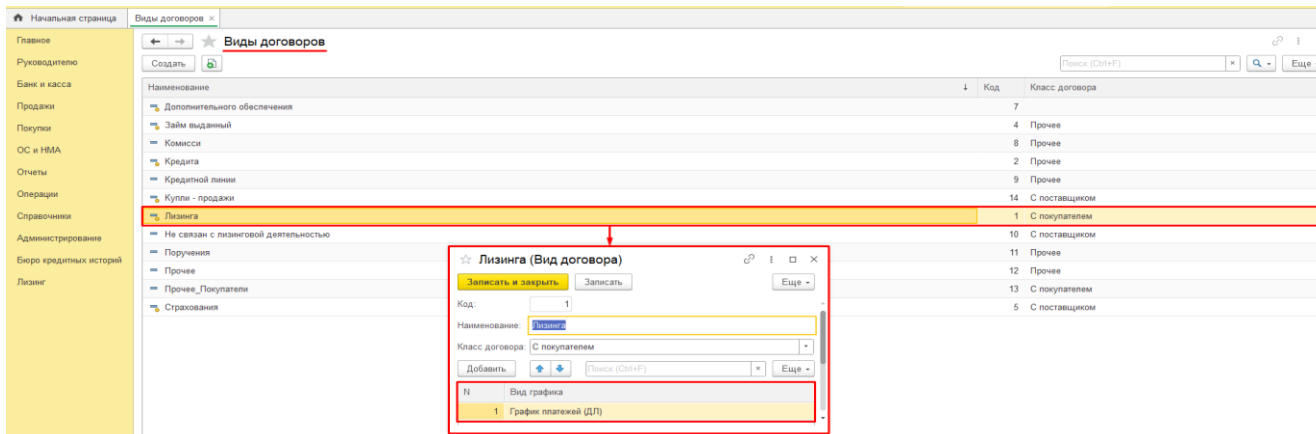 Начальная страница
Виды договоров ×
Главное
Руководителю
Банк и касса
Продажи
Покупки
ОС и НМА
Отчеты
Операции
Справочники
Администрирование
Бюро кредитных историй
Лизинг
Виды договоров
Создать
Поиск (Ctrl+F) ×
Еще
Наименование ↓ Код Класс договора
Дополнительного обеспечения 7
Займ выданный 4 Прочее
Комисси 8 Прочее
Кредита 2 Прочее
Кредитной линии 9 Прочее
Купли - продажи 14 С поставщиком
Лизинга 1 С покупателем
Не связан с лизинговой деятельностью 10 С поставщиком
Поручения 11 Прочее
Прочее 12 Прочее
Прочее_Покупатели 13 С покупателем
Страхования 5 С поставщиком
Лизинга (Вид договора)
Записать и закрыть Записать Еще
Код: 1
Наименование: Лизинга
Класс договора: С покупателем
Добавить Поиск (Ctrl+F) × Еще
N Вид графика
1 График платежей (ДЛ)